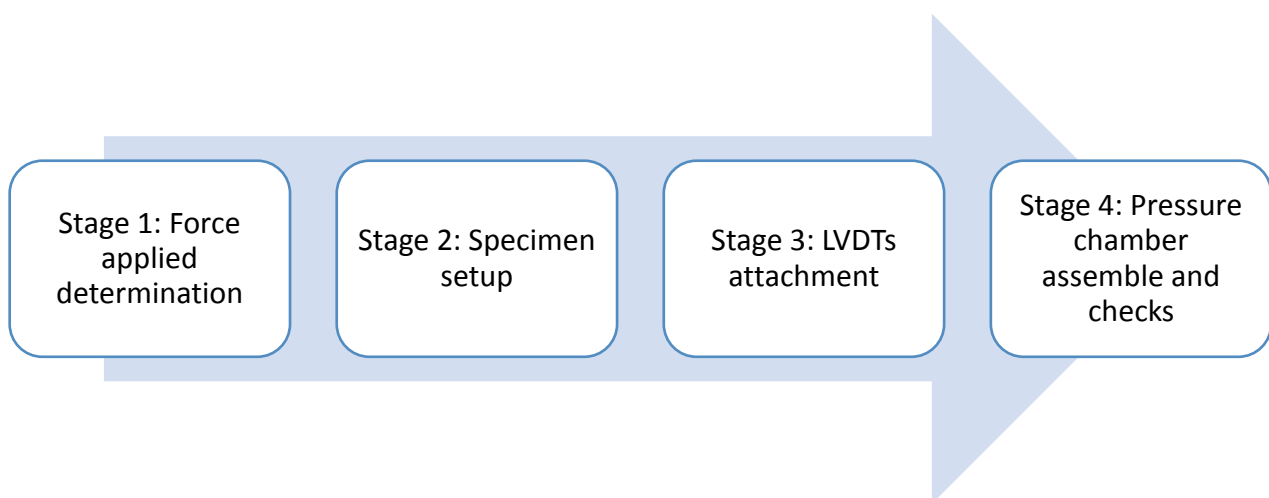 Stage 1: Force
applied
determination
Stage 2: Specimen
setup
Stage 3: LVDTs
attachment
Stage 4: Pressure
chamber
assemble and
checks